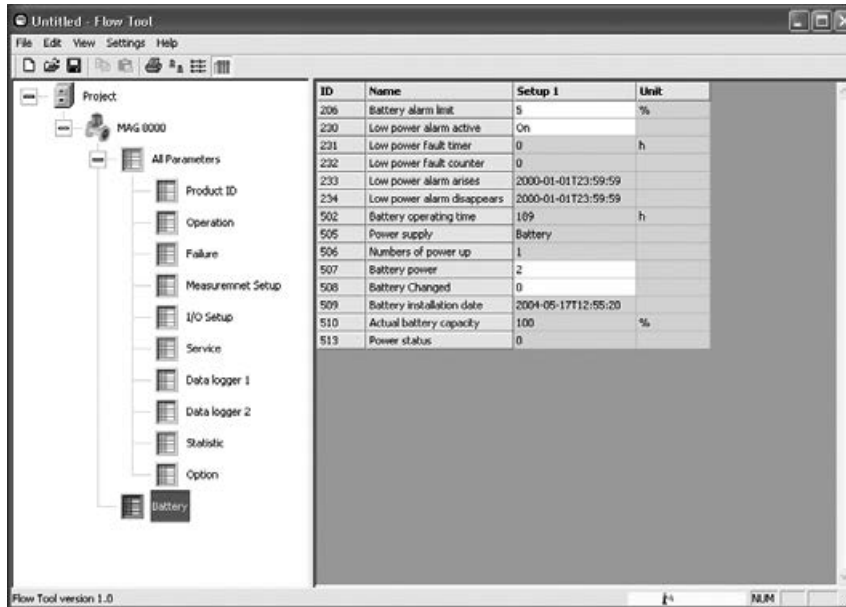 Untitled - Flow Tool
File Edit View Settings Help
Project
MAG 8000
All Parameters
Product ID
Operation
Failure
Measuremnet Setup
I/O Setup
Service
Data logger 1
Data logger 2
Statistic
Option
Battery
ID Name Setup 1 Unit
206 Battery alarm limit 5 %
230 Low power alarm active On
231 Low power fault timer 0 h
232 Low power fault counter 0
233 Low power alarm arises 2000-01-01T23:59:59
234 Low power alarm disappears 2000-01-01T23:59:59
502 Battery operating time 189 h
505 Power supply Battery
506 Numbers of power up 1
507 Battery power 2
508 Battery Changed 0
509 Battery installation date 2004-05-17T12:55:20
510 Actual battery capacity 100 %
513 Power status 0
Flow Tool version 1.0 NUM